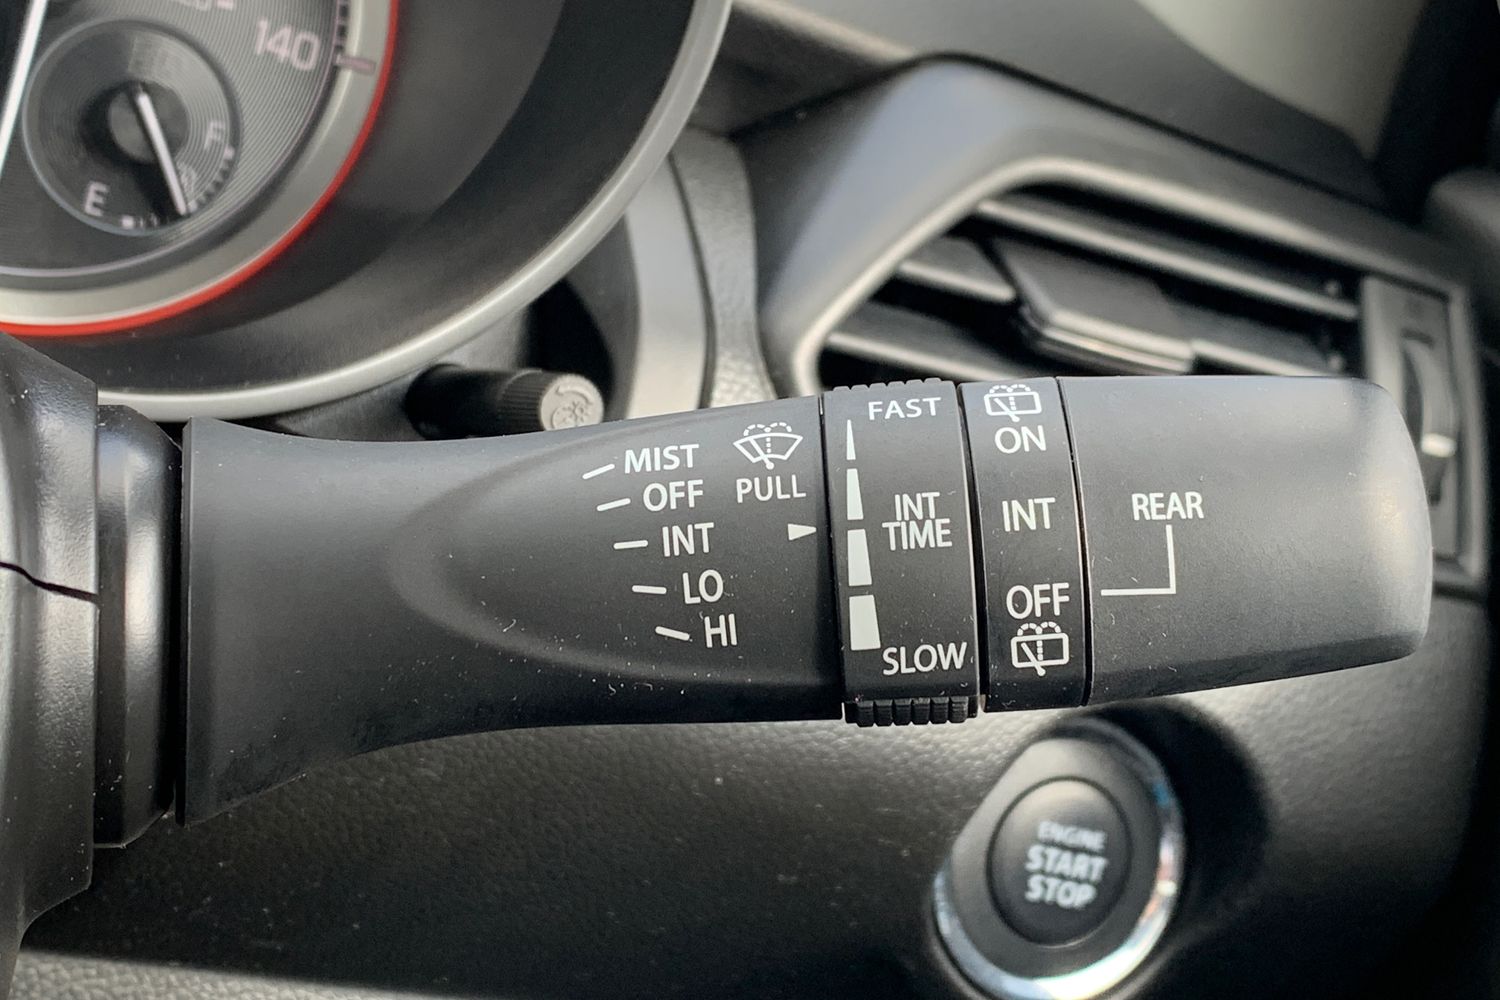 140
F
E
MIST
OFF
INT
LO
HI
PULL
FAST
INT
TIME
SLOW
ON
INT
OFF
REAR
ENGINE
START
STOP